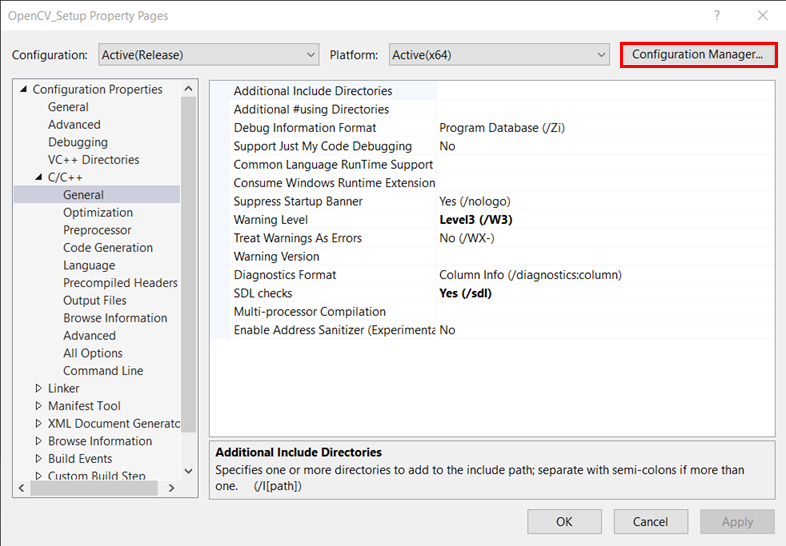 OpenCV_Setup Property Pages
?
Configuration: Active(Release) Platform: Active(x64) Configuration Manager...
Configuration Properties
General
Advanced
Debugging
VC++ Directories
C/C++
General
Optimization
Preprocessor
Code Generation
Language
Precompiled Headers
Output Files
Browse Information
Advanced
All Options
Command Line
Linker
Manifest Tool
XML Document Generato
Browse Information
Build Events
Custom Build Step
Additional Include Directories
Additional #using Directories
Debug Information Format Program Database (/Zi)
Support Just My Code Debugging No
Common Language RunTime Support
Consume Windows Runtime Extension
Suppress Startup Banner Yes (/nologo)
Warning Level Level3 (/W3)
Treat Warnings As Errors No (/WX-)
Warning Version
Diagnostics Format Column Info (/diagnostics:column)
SDL checks Yes (/sdl)
Multi-processor Compilation
Enable Address Sanitizer (Experimenta No
Additional Include Directories
Specifies one or more directories to add to the include path; separate with semi-colons if more than
one. (/I[path])
OK Cancel Apply